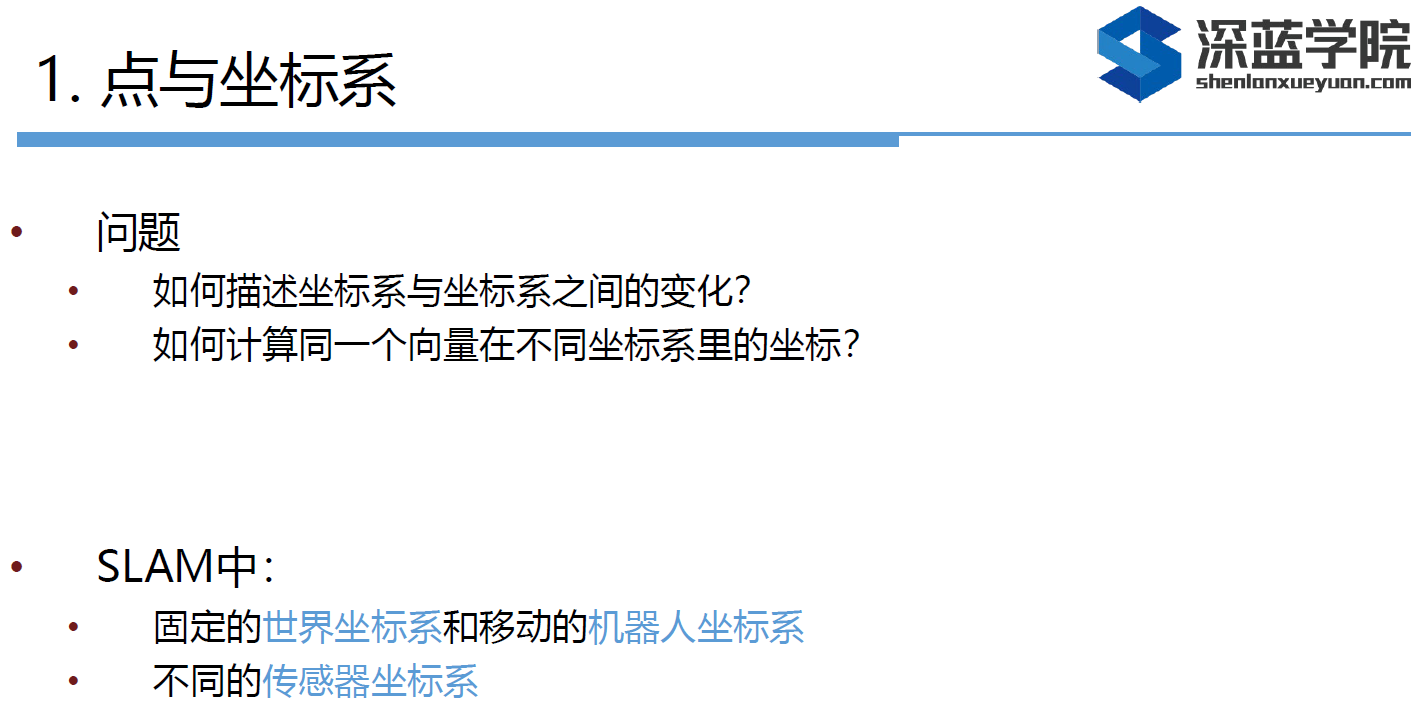 1. 点与坐标系
深蓝学院
shenlanxueyuan.com
• 问题
• 如何描述坐标系与坐标系之间的变化？
• 如何计算同一个向量在不同坐标系里的坐标？
• SLAM中：
• 固定的世界坐标系和移动的机器人坐标系
• 不同的传感器坐标系